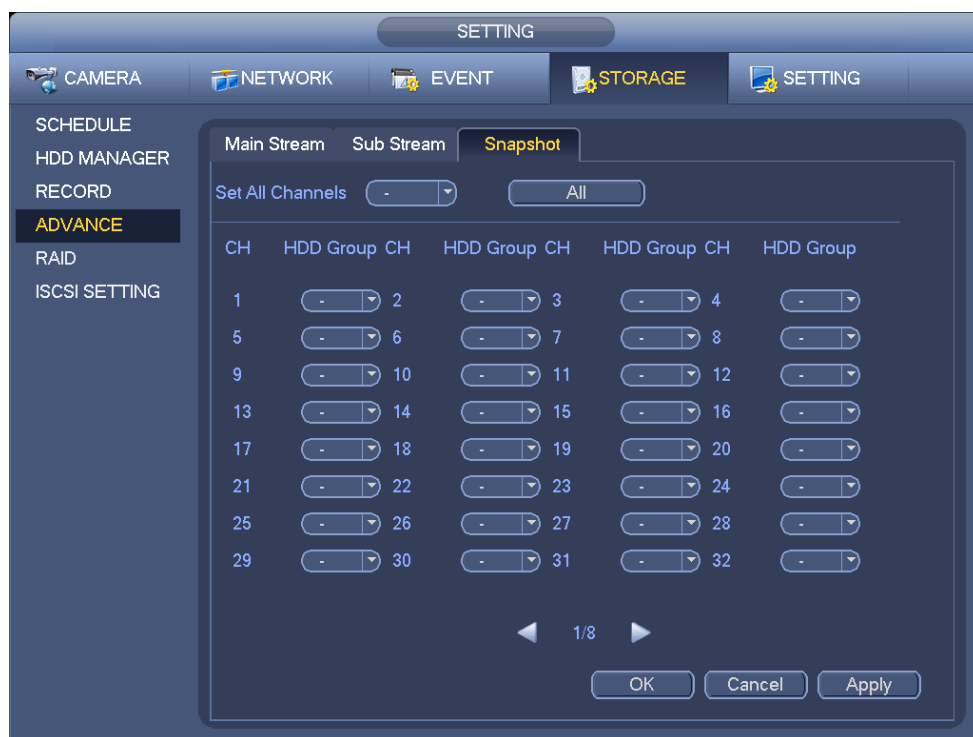 SETTING
CAMERA NETWORK EVENT STORAGE SETTING
SCHEDULE
HDD MANAGER
RECORD
ADVANCE
RAID
ISCSI SETTING
Main Stream Sub Stream Snapshot
Set All Channels - All
CH HDD Group CH HDD Group CH HDD Group CH HDD Group
1 - 2 - 3 - 4 -
5 - 6 - 7 - 8 -
9 - 10 - 11 - 12 -
13 - 14 - 15 - 16 -
17 - 18 - 19 - 20 -
21 - 22 - 23 - 24 -
25 - 26 - 27 - 28 -
29 - 30 - 31 - 32 -
1/8
OK Cancel Apply